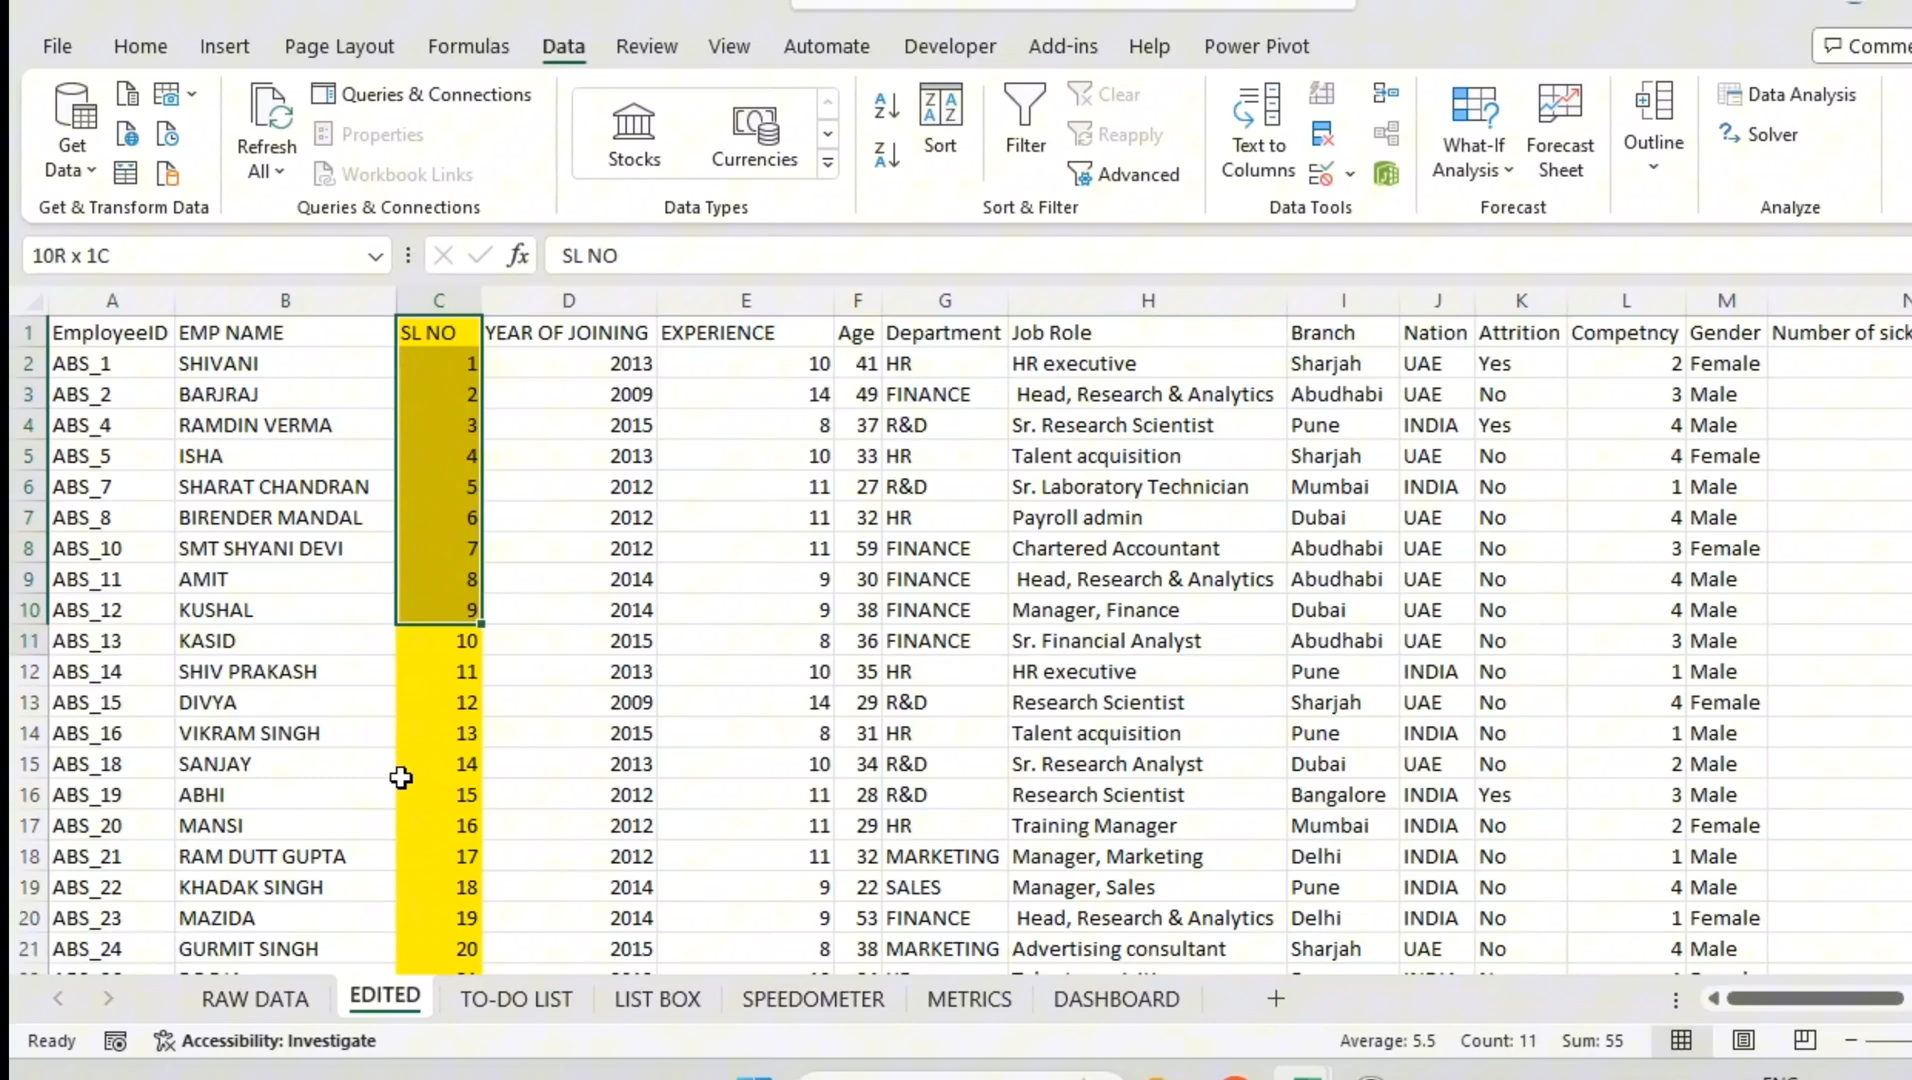 File Home Insert Page Layout Formulas Data Review View Automate Developer Add-ins Help Power Pivot
Get Data
Refresh All
Queries & Connections
Properties
Workbook Links
Stocks Currencies
Sort
Filter
Clear
Reapply
Advanced
Text to Columns
What-If Analysis
Forecast Sheet
Outline
Data Analysis
Solver
Get & Transform Data Queries & Connections Data Types Sort & Filter Data Tools Forecast Analyze
10R x 1C fx SL NO
A B C D E F G H I J K L M
1 EmployeeID EMP NAME SL NO YEAR OF JOINING EXPERIENCE Age Department Job Role Branch Nation Attrition Competncy Gender Number of sick
2 ABS_1 SHIVANI 1 2013 10 41 HR HR executive Sharjah UAE Yes 2 Female
3 ABS_2 BARJRAJ 2 2009 14 49 FINANCE Head, Research & Analytics Abudhabi UAE No 3 Male
4 ABS_4 RAMDIN VERMA 3 2015 8 37 R&D Sr. Research Scientist Pune INDIA Yes 4 Male
5 ABS_5 ISHA 4 2013 10 33 HR Talent acquisition Sharjah UAE No 4 Female
6 ABS_7 SHARAT CHANDRAN 5 2012 11 27 R&D Sr. Laboratory Technician Mumbai INDIA No 1 Male
7 ABS_8 BIRENDER MANDAL 6 2012 11 32 HR Payroll admin Dubai UAE No 4 Male
8 ABS_10 SMT SHYANI DEVI 7 2012 11 59 FINANCE Chartered Accountant Abudhabi UAE No 3 Female
9 ABS_11 AMIT 8 2014 9 30 FINANCE Head, Research & Analytics Abudhabi UAE No 4 Male
10 ABS_12 KUSHAL 9 2014 9 38 FINANCE Manager, Finance Dubai UAE No 4 Male
11 ABS_13 KASID 10 2015 8 36 FINANCE Sr. Financial Analyst Abudhabi UAE No 3 Male
12 ABS_14 SHIV PRAKASH 11 2013 10 35 HR HR executive Pune INDIA No 1 Male
13 ABS_15 DIVYA 12 2009 14 29 R&D Research Scientist Sharjah UAE No 4 Female
14 ABS_16 VIKRAM SINGH 13 2015 8 31 HR Talent acquisition Pune INDIA No 1 Male
15 ABS_18 SANJAY 14 2013 10 34 R&D Sr. Research Analyst Dubai UAE No 2 Male
16 ABS_19 ABHI 15 2012 11 28 R&D Research Scientist Bangalore INDIA Yes 3 Male
17 ABS_20 MANSI 16 2012 11 29 HR Training Manager Mumbai INDIA No 2 Female
18 ABS_21 RAM DUTT GUPTA 17 2012 11 32 MARKETING Manager, Marketing Delhi INDIA No 1 Male
19 ABS_22 KHADAK SINGH 18 2014 9 22 SALES Manager, Sales Pune INDIA No 4 Male
20 ABS_23 MAZIDA 19 2014 9 53 FINANCE Head, Research & Analytics Delhi INDIA No 1 Female
21 ABS_24 GURMIT SINGH 20 2015 8 38 MARKETING Advertising consultant Sharjah UAE No 4 Male
RAW DATA EDITED TO-DO LIST LIST BOX SPEEDOMETER METRICS DASHBOARD
Ready Accessibility: Investigate Average: 5.5 Count: 11 Sum: 55